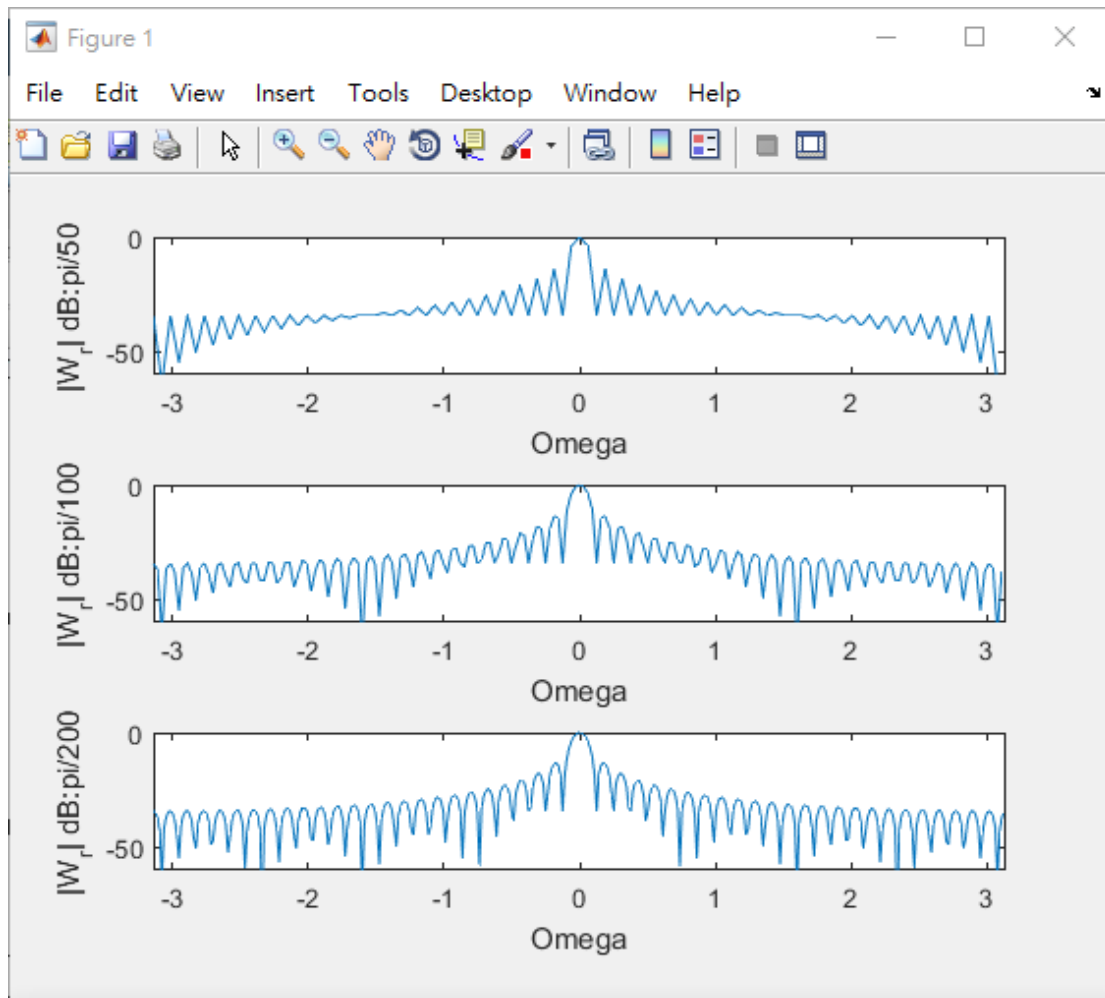 Figure 1
File Edit View Insert Tools Desktop Window Help
|W_r| dB:pi/50
0
-50
-3 -2 -1 0 1 2 3
Omega
|W_r| dB:pi/100
0
-50
-3 -2 -1 0 1 2 3
Omega
|W_r| dB:pi/200
0
-50
-3 -2 -1 0 1 2 3
Omega